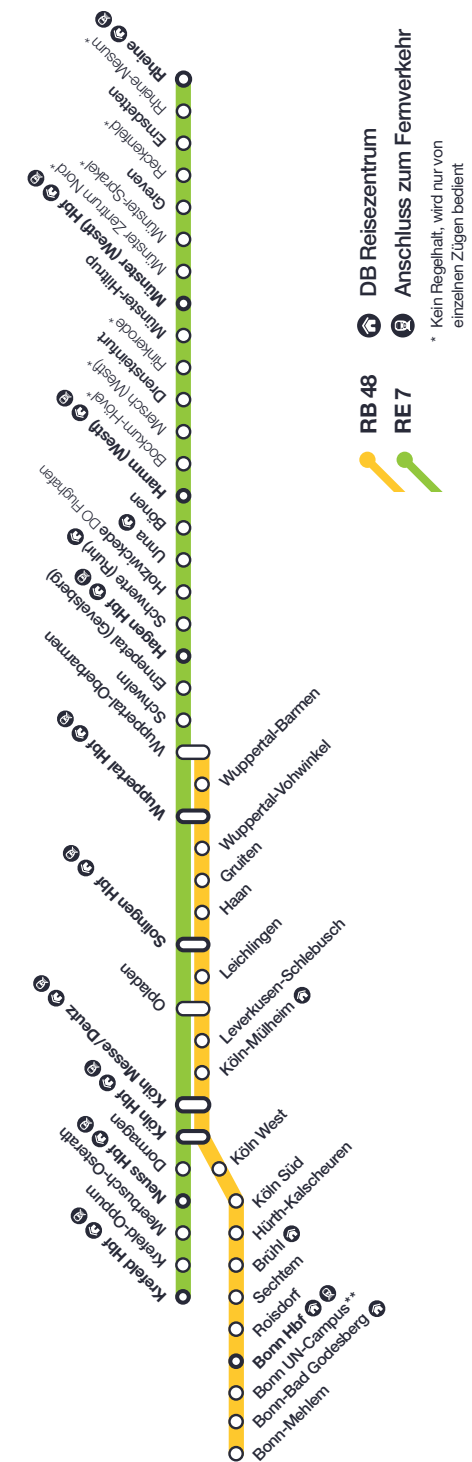 Rheine
Rheine-Mesum*
Emsdetten
Reckenfeld*
Greven
Münster-Sprakel*
Münster Zentrum Nord*
Münster (Westf) Hbf
Münster-Hiltrup
Rinkerode*
Drensteinfurt
Mersch (Westf)*
Bockum-Hövel*
Hamm (Westf)
Bönen
Unna
Holzwickede DO Flughafen
Schwerte (Ruhr)
Hagen Hbf
Ennepetal (Gevelsberg)
Schwelm
Wuppertal-Oberbarmen
Wuppertal Hbf
Solingen Hbf
Opladen
Köln Messe/Deutz
Köln Hbf
Dormagen
Neuss Hbf
Meerbusch-Osterath
Krefeld-Oppum
Krefeld Hbf
Wuppertal-Barmen
Wuppertal-Vohwinkel
Gruiten
Haan
Leichlingen
Leverkusen-Schlebusch
Köln-Mülheim
Köln West
Köln Süd
Hürth-Kalscheuren
Brühl
Sechtem
Roisdorf
Bonn Hbf
Bonn UN-Campus**
Bonn-Bad Godesberg
Bonn-Mehlem
RB 48
RE 7
DB Reisezentrum
Anschluss zum Fernverkehr
* Kein Regelhalt, wird nur von
einzelnen Zügen bedient